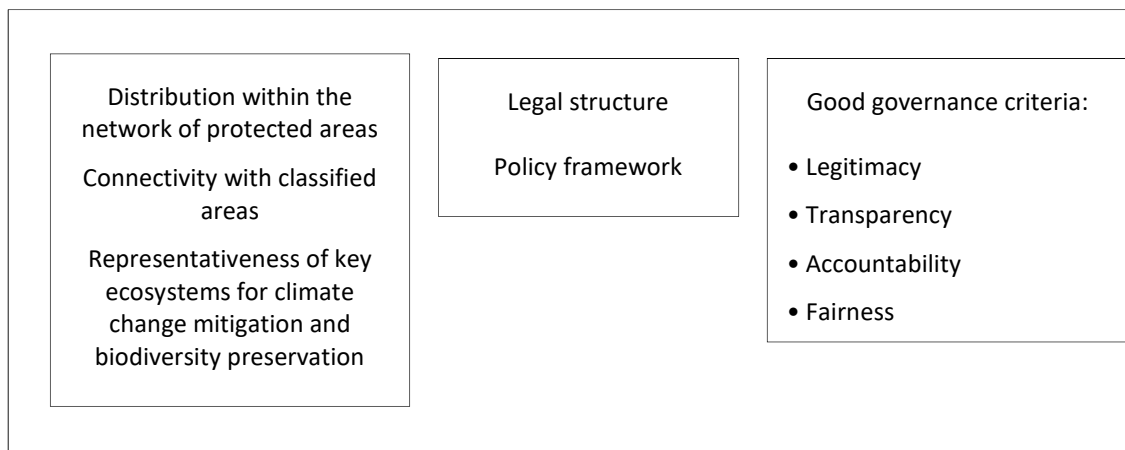 Distribution within the
network of protected areas
Connectivity with classified
areas
Representativeness of key
ecosystems for climate
change mitigation and
biodiversity preservation
Legal structure
Policy framework
Good governance criteria:
• Legitimacy
• Transparency
• Accountability
• Fairness